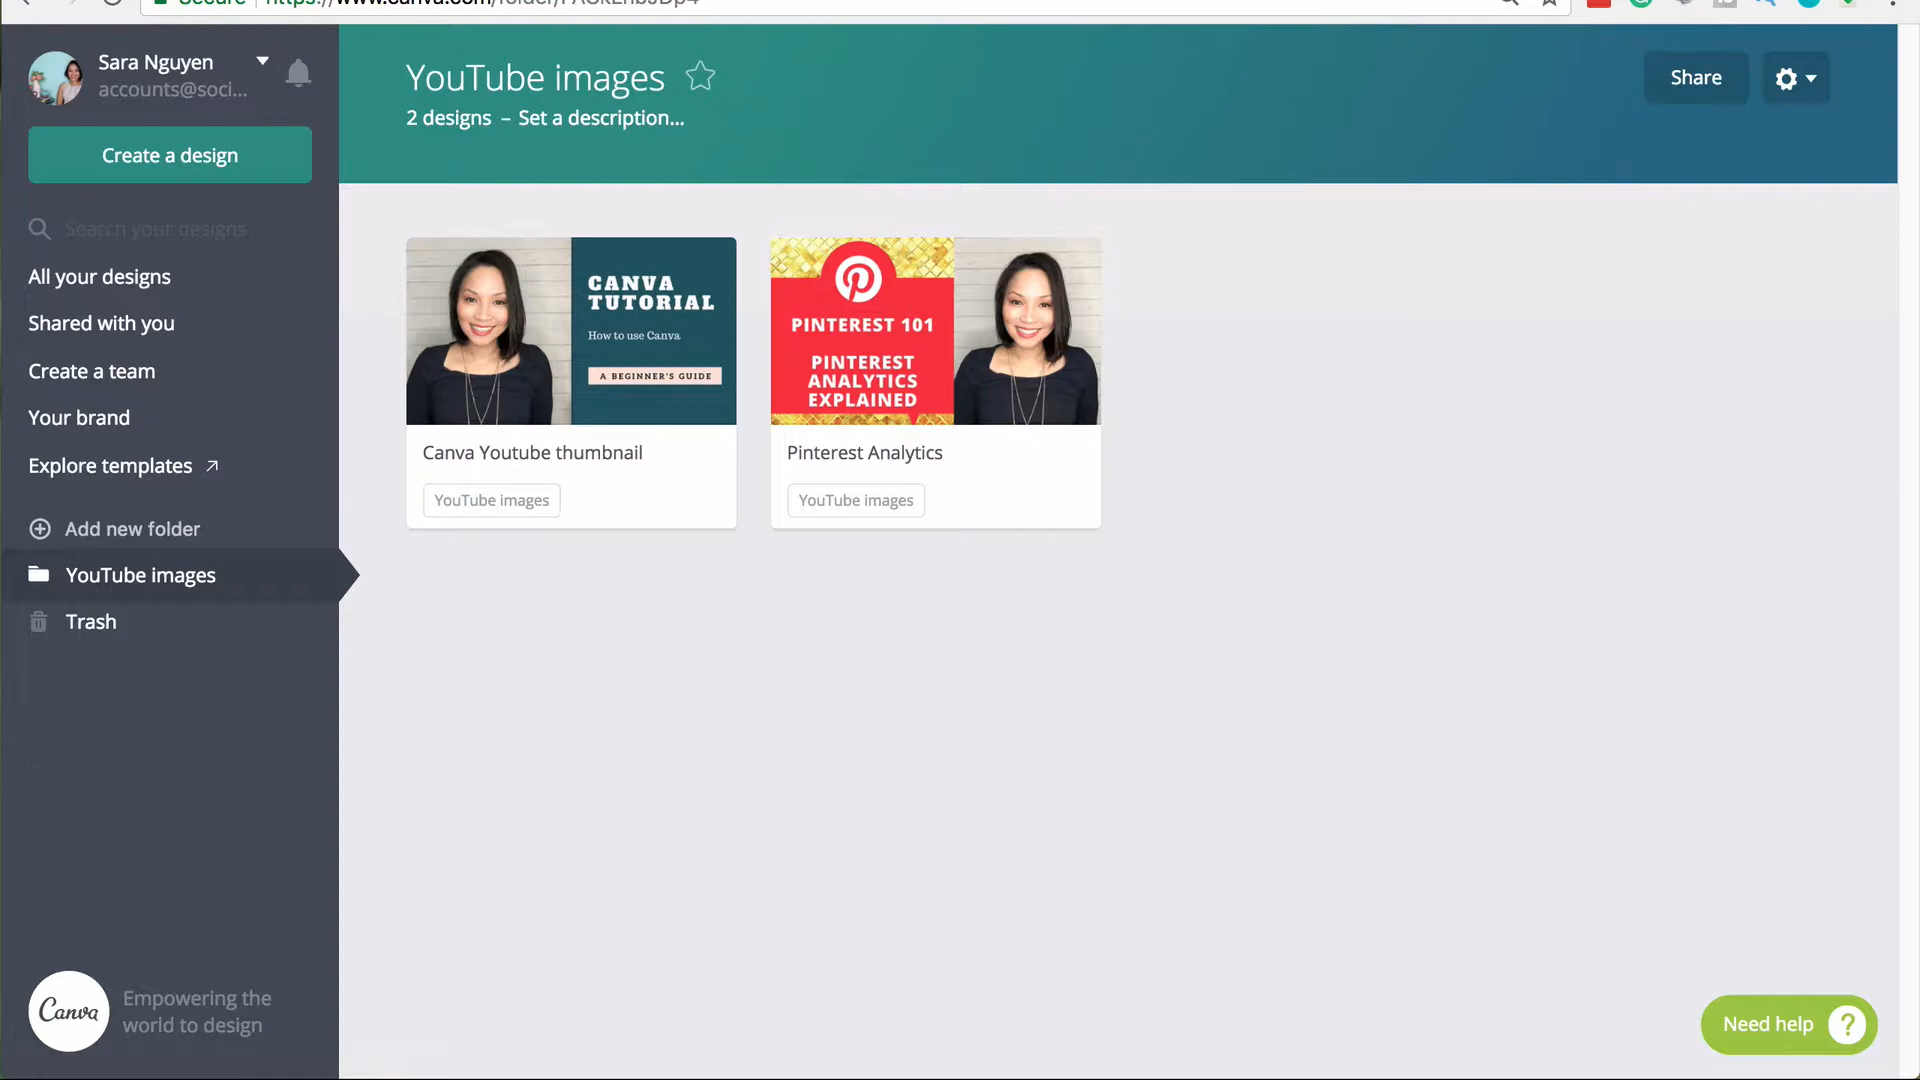 Sara Nguyen
accounts@soci...
Create a design
Search your designs
All your designs
Shared with you
Create a team
Your brand
Explore templates
Add new folder
YouTube images
Trash
Canva
Empowering the
world to design
YouTube images
2 designs – Set a description...
Share
CANVA
TUTORIAL
How to use Canva
A BEGINNER'S GUIDE
Canva Youtube thumbnail
YouTube images
PINTEREST 101
PINTEREST
ANALYTICS
EXPLAINED
Pinterest Analytics
YouTube images
Need help ?